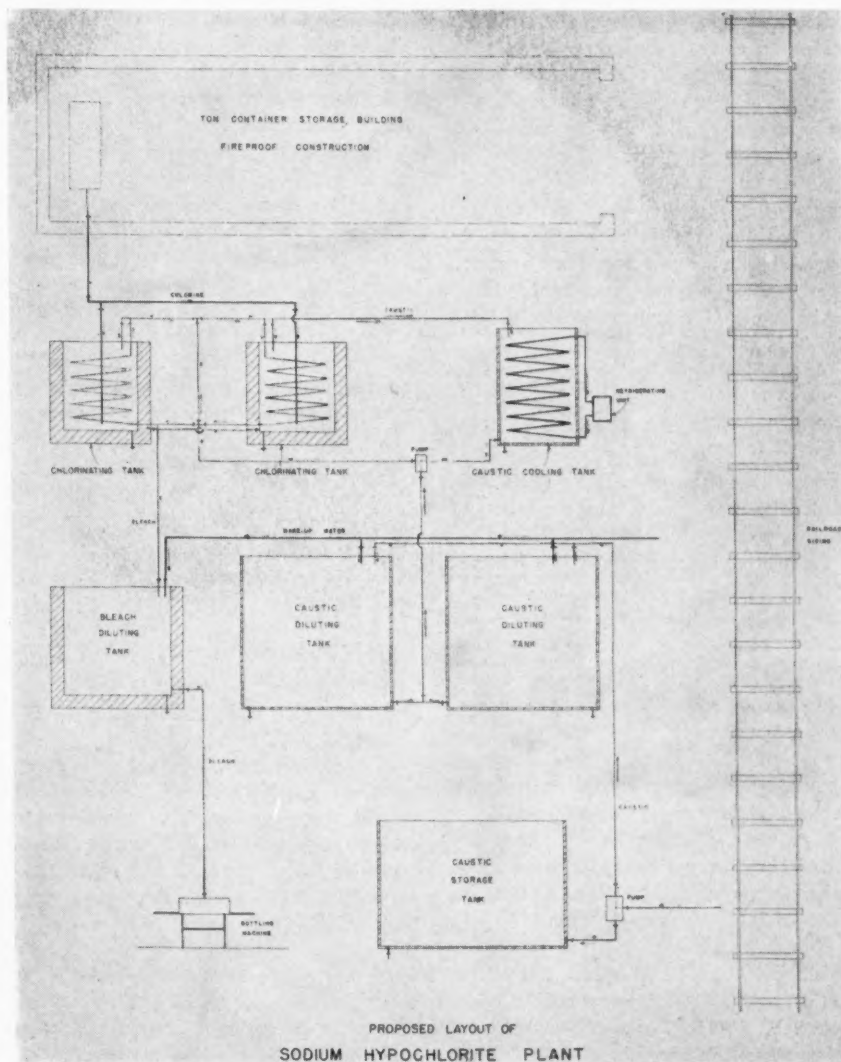 TON CONTAINER STORAGE BUILDING
FIREPROOF CONSTRUCTION
CHLORINE
CAUSTIC
REFRIGERATING
UNIT
CHLORINATING TANK
CHLORINATING TANK
PUMP
CAUSTIC COOLING TANK
BLEACH
MAKE-UP WATER
RAILROAD
SIDING
BLEACH
DILUTING
TANK
CAUSTIC
DILUTING
TANK
CAUSTIC
DILUTING
TANK
BLEACH
CAUSTIC
CAUSTIC
STORAGE
TANK
PUMP
BOTTLING
MACHINE
PROPOSED LAYOUT OF
SODIUM HYPOCHLORITE PLANT